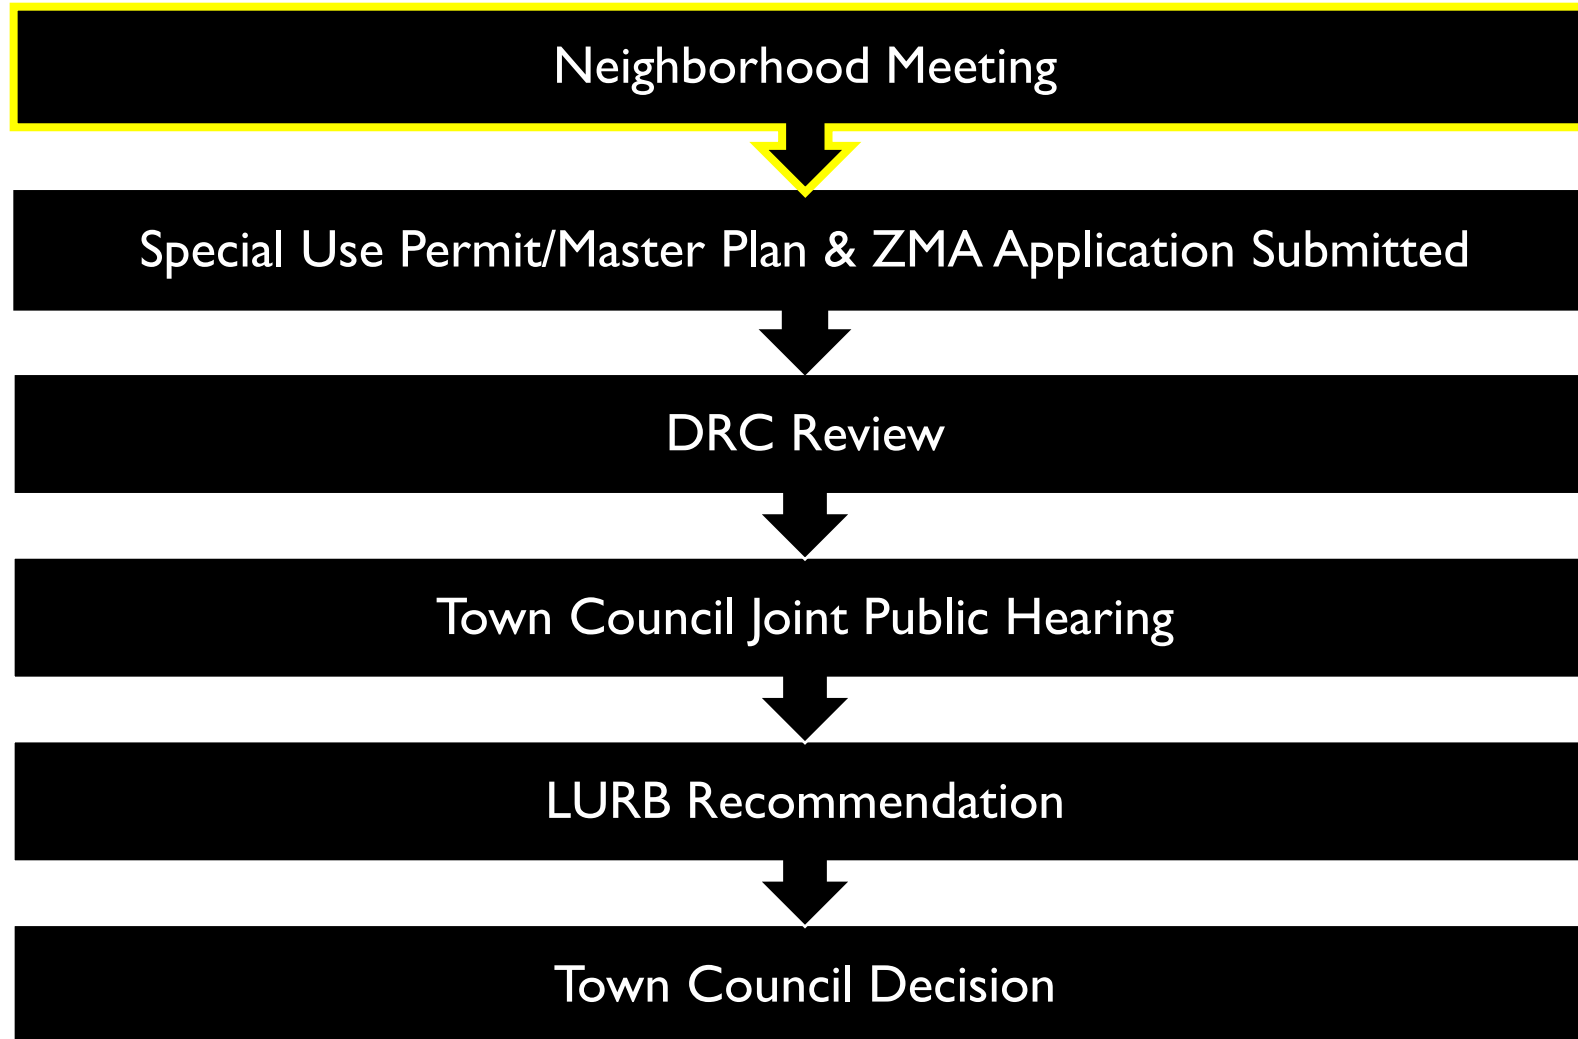 Neighborhood Meeting
Special Use Permit/Master Plan & ZMA Application Submitted
DRC Review
Town Council Joint Public Hearing
LURB Recommendation
Town Council Decision